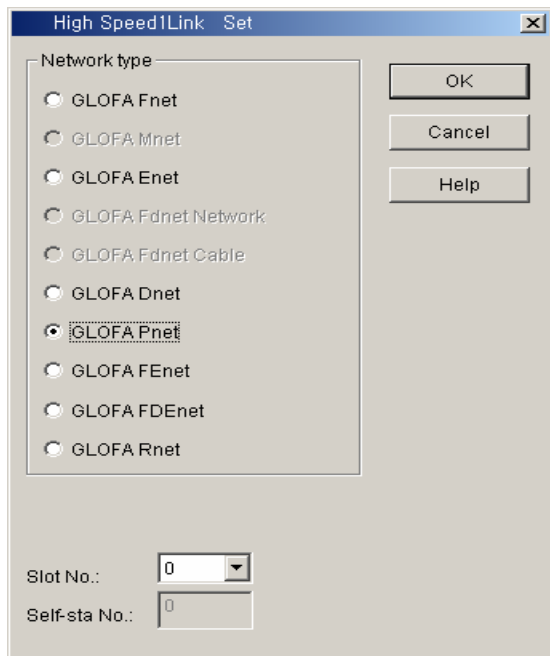 High Speed1Link Set
Network type
GLOFA Fnet
GLOFA Mnet
GLOFA Enet
GLOFA Fdnet Network
GLOFA Fdnet Cable
GLOFA Dnet
GLOFA Pnet
GLOFA FEnet
GLOFA FDEnet
GLOFA Rnet
OK
Cancel
Help
Slot No.: 0
Self-sta No.: 0